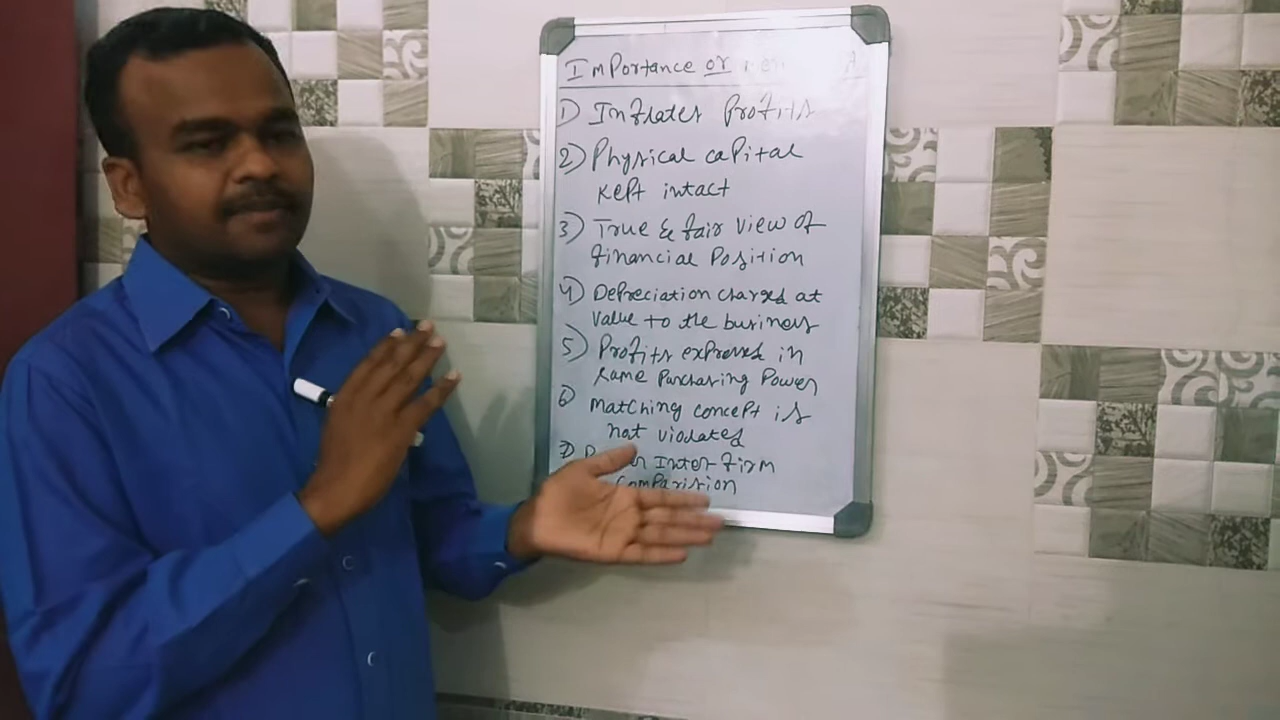 Importance or
1) Inflates Profits
2) Physical capital
kept intact
3) True & fair view of
financial Position
4) Depreciation charged at
value to the business
5) Profits expressed in
same Purchasing Power
6) Matching concept is
not violated
7) Inter firm
comparision